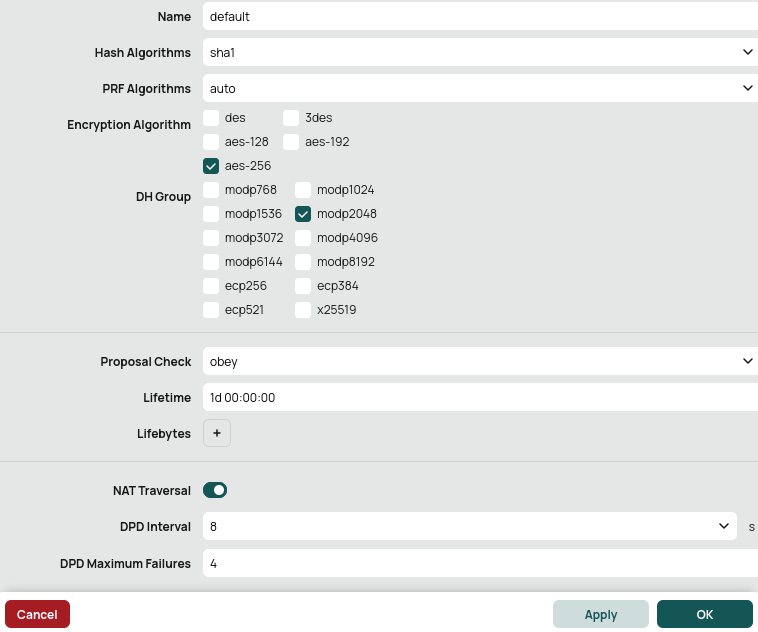 Name default
Hash Algorithms sha1
PRF Algorithms auto
Encryption Algorithm des 3des
aes-128 aes-192
aes-256
DH Group modp768 modp1024
modp1536 modp2048
modp3072 modp4096
modp6144 modp8192
ecp256 ecp384
ecp521 x25519
Proposal Check obey
Lifetime 1d 00:00:00
Lifebytes +
NAT Traversal
DPD Interval 8 s
DPD Maximum Failures 4
Cancel Apply OK